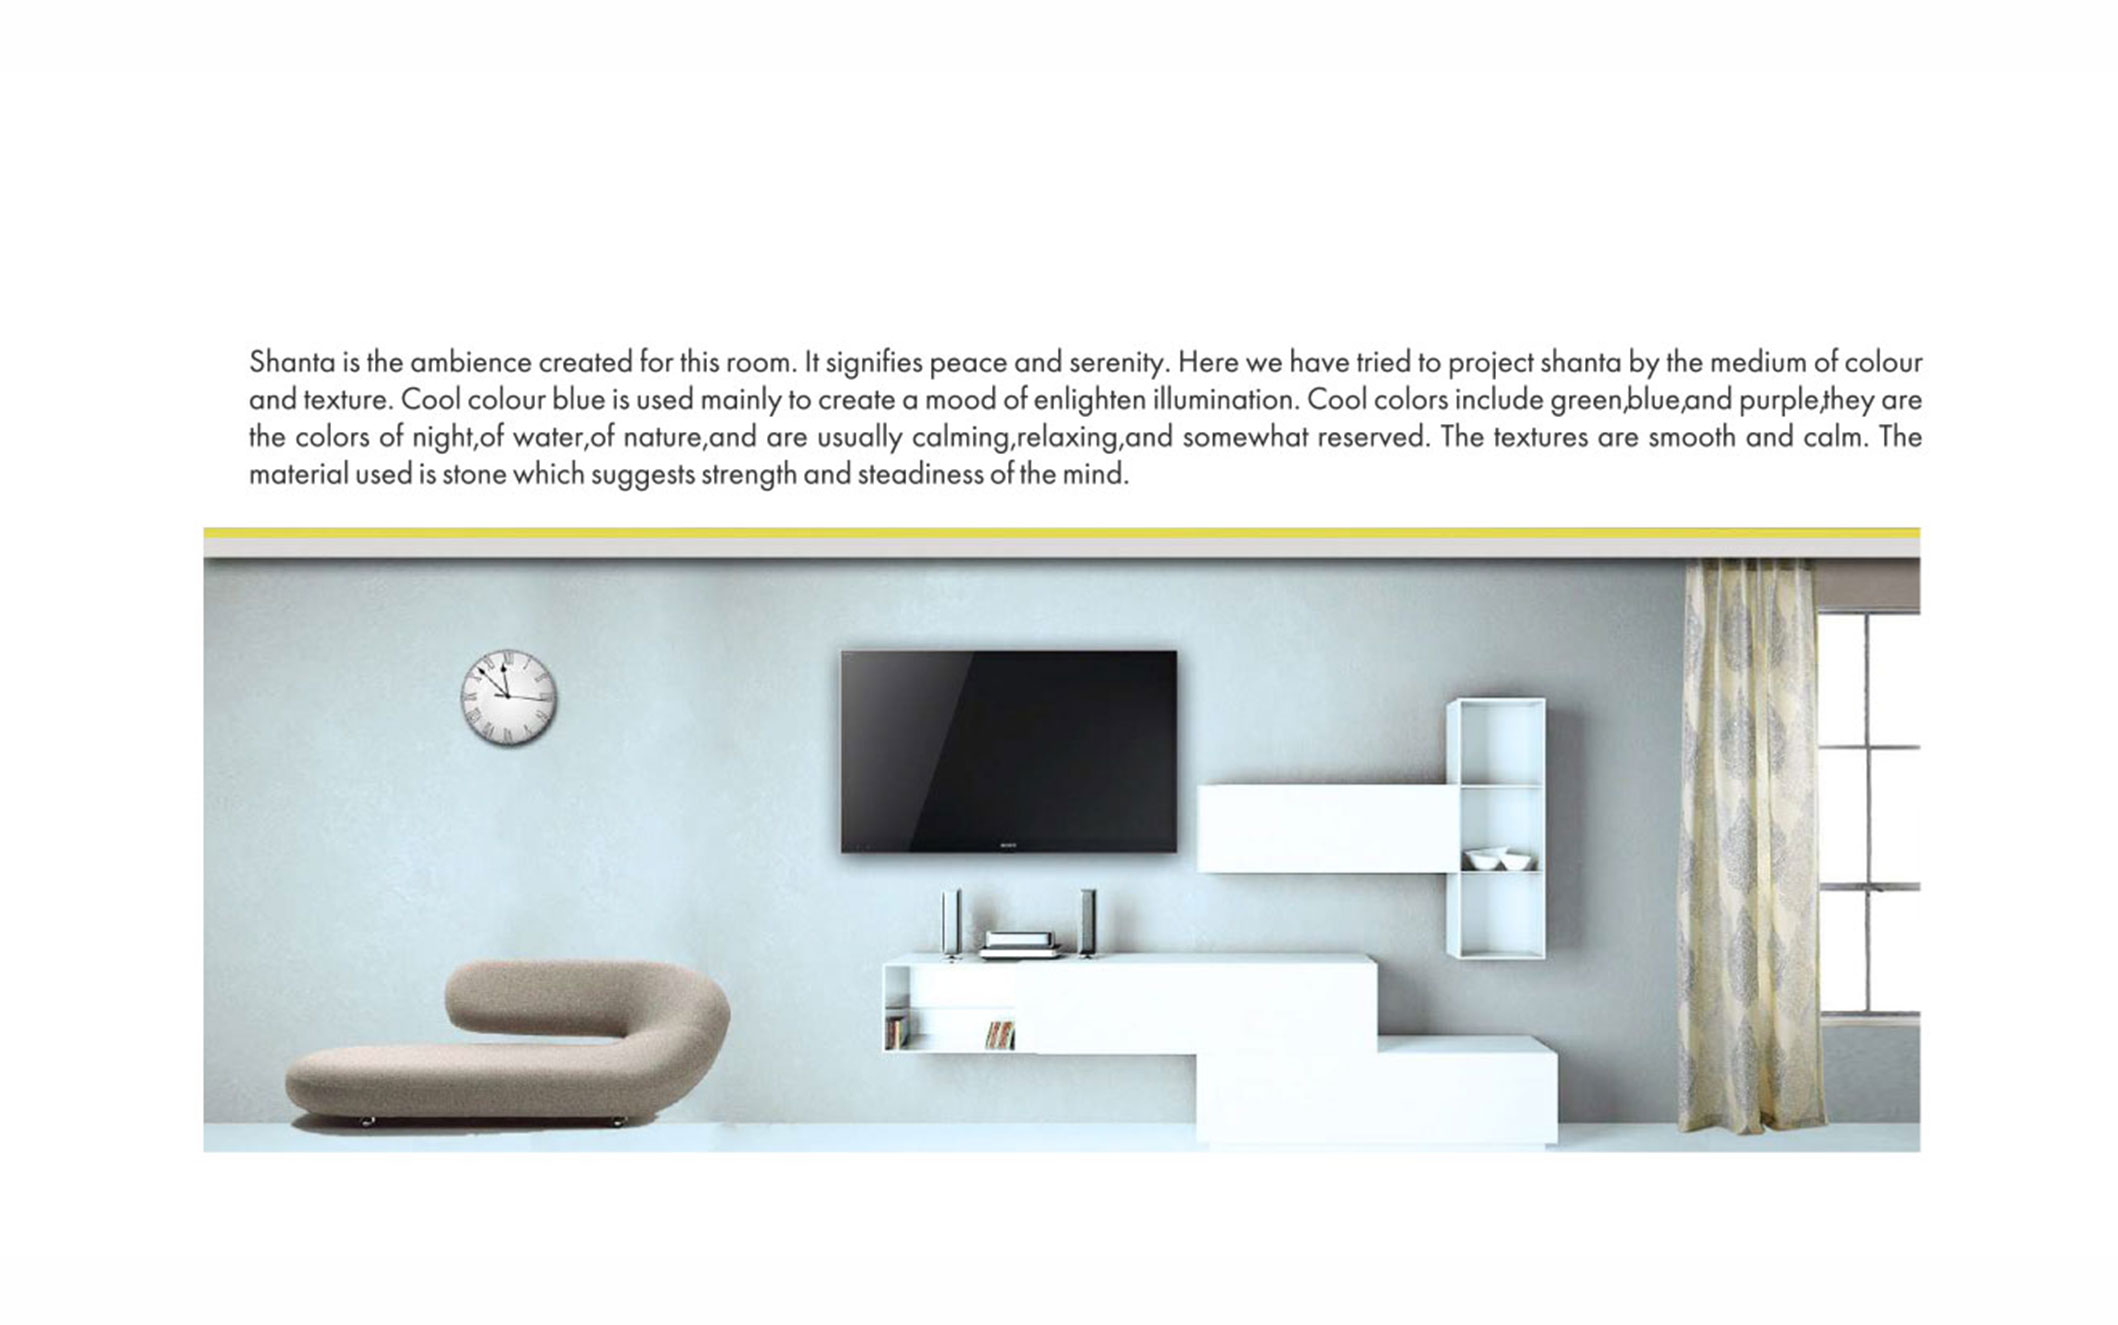 Shanta is the ambience created for this room. It signifies peace and serenity. Here we have tried to project shanta by the medium of colour
and texture. Cool colour blue is used mainly to create a mood of enlighten illumination. Cool colors include green,blue,and purple,they are
the colors of night,of water,of nature,and are usually calming,relaxing,and somewhat reserved. The textures are smooth and calm. The
material used is stone which suggests strength and steadiness of the mind.
SONY